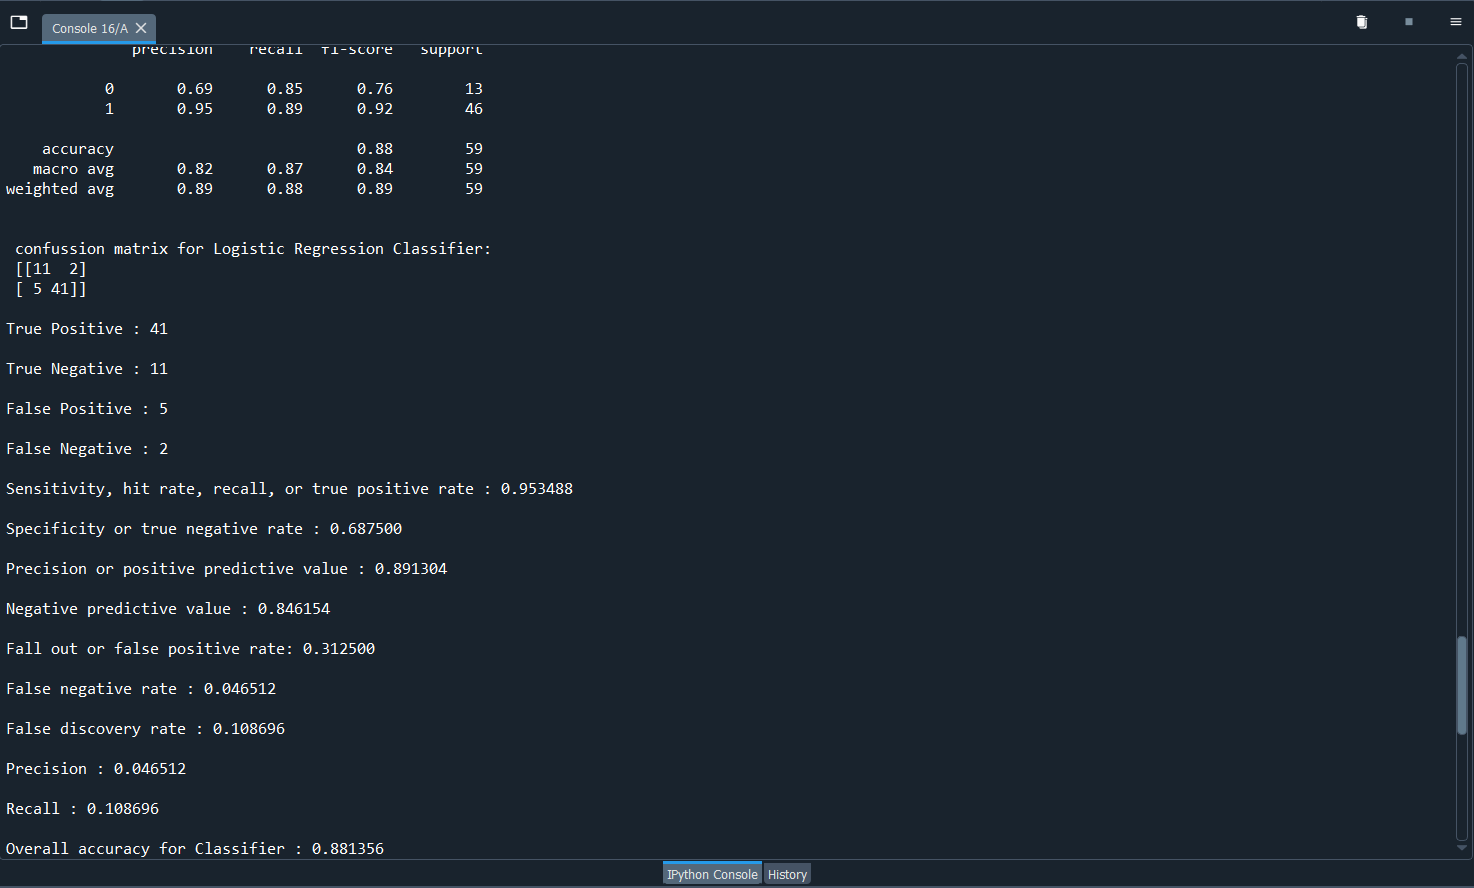 Console 16/A
precision recall f1-score support
0 0.69 0.85 0.76 13
1 0.95 0.89 0.92 46
accuracy 0.88 59
macro avg 0.82 0.87 0.84 59
weighted avg 0.89 0.88 0.89 59
confussion matrix for Logistic Regression Classifier:
[[11  2]
[ 5 41]]
True Positive : 41
True Negative : 11
False Positive : 5
False Negative : 2
Sensitivity, hit rate, recall, or true positive rate : 0.953488
Specificity or true negative rate : 0.687500
Precision or positive predictive value : 0.891304
Negative predictive value : 0.846154
Fall out or false positive rate: 0.312500
False negative rate : 0.046512
False discovery rate : 0.108696
Precision : 0.046512
Recall : 0.108696
Overall accuracy for Classifier : 0.881356
IPython Console History